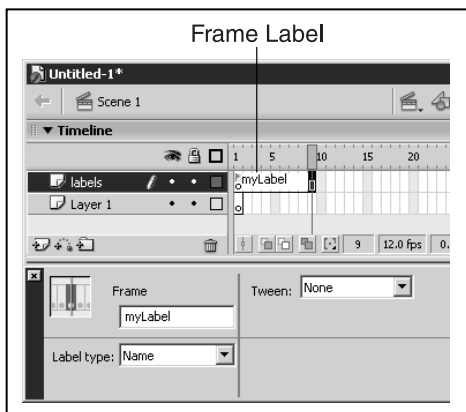 Frame Label
Untitled-1*
Scene 1
Timeline
1 5 10 15 20
labels
myLabel
Layer 1
9 12.0 fps 0.
Frame
Tween: None
myLabel
Label type: Name